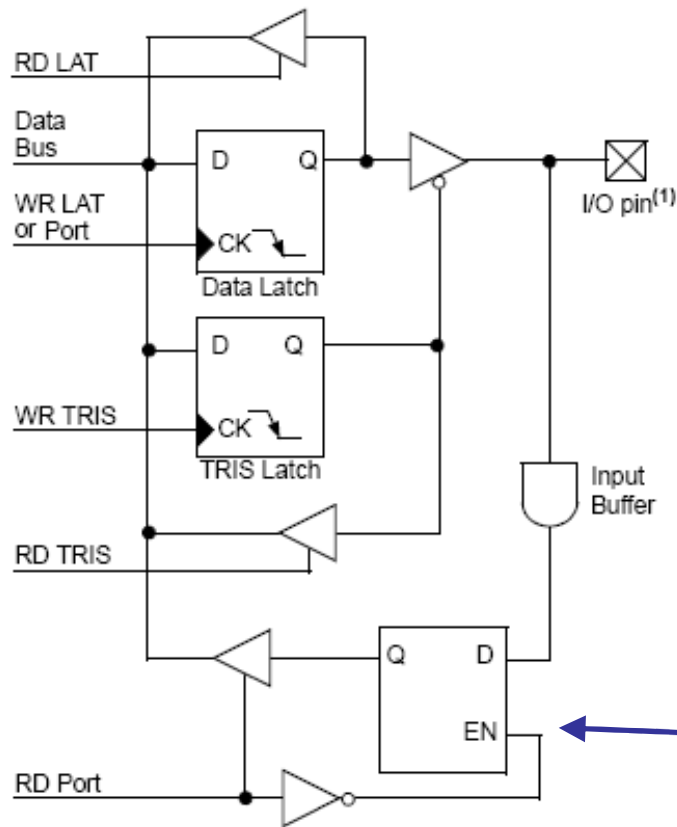 RD LAT
Data
Bus
D Q
WR LAT
or Port
CK
Data Latch
I/O pin(1)
D Q
WR TRIS
CK
TRIS Latch
Input
Buffer
RD TRIS
Q D
EN
RD Port